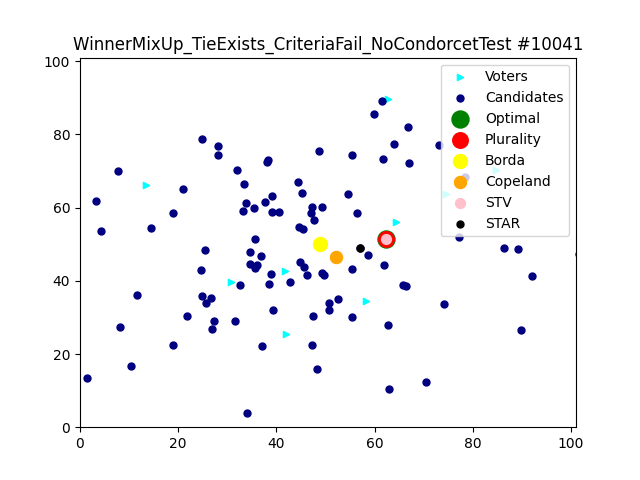 WinnerMixUp_TieExists_CriteriaFail_NoCondorcetTest #10041
100
80
60
40
20
0
0 20 40 60 80 100
Voters
Candidates
Optimal
Plurality
Borda
Copeland
STV
STAR